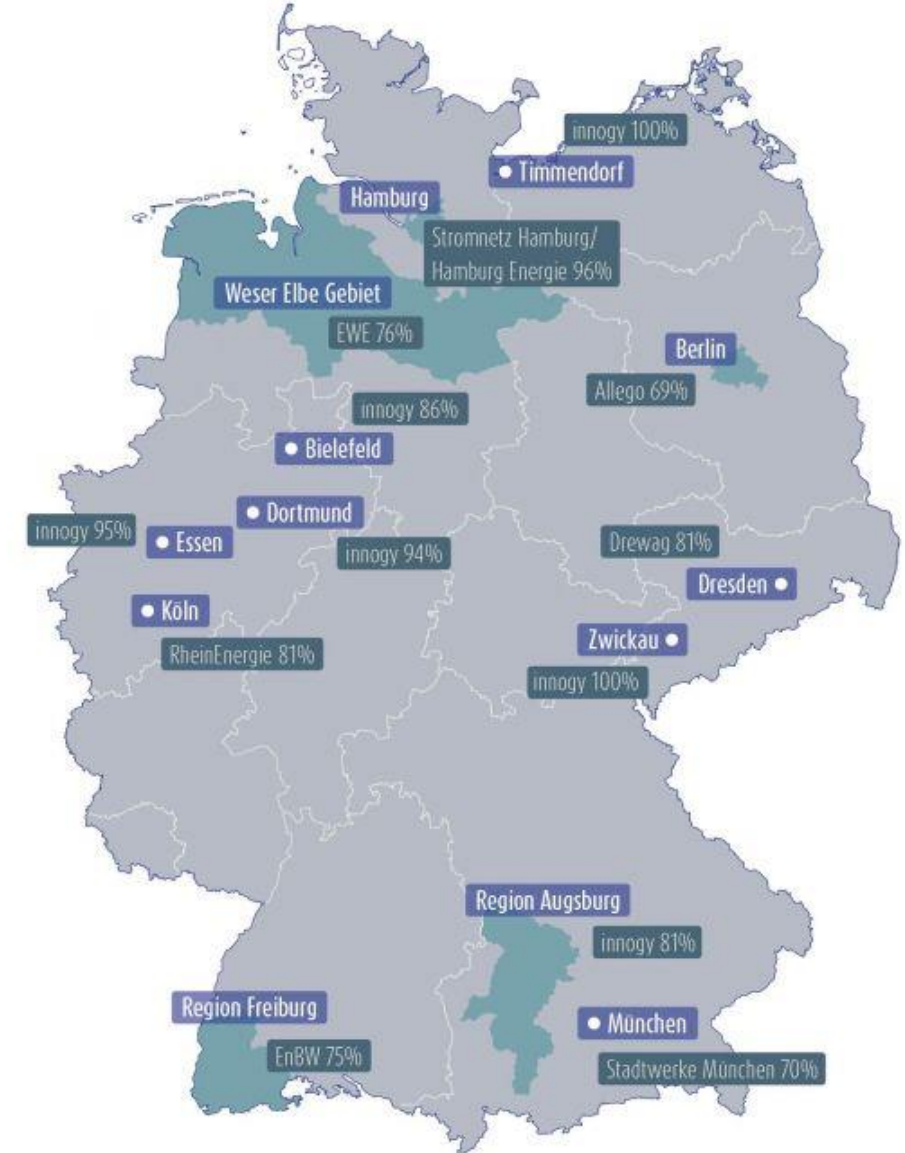 innogy 100%
Timmendorf
Hamburg
Stromnetz Hamburg/
Hamburg Energie 96%
Weser Elbe Gebiet
EWE 76%
Berlin
Allego 69%
innogy 86%
Bielefeld
Dortmund
innogy 95%
Essen
innogy 94%
Drewag 81%
Dresden
Köln
RheinEnergie 81%
Zwickau
innogy 100%
Region Augsburg
innogy 81%
Region Freiburg
EnBW 75%
München
Stadtwerke München 70%